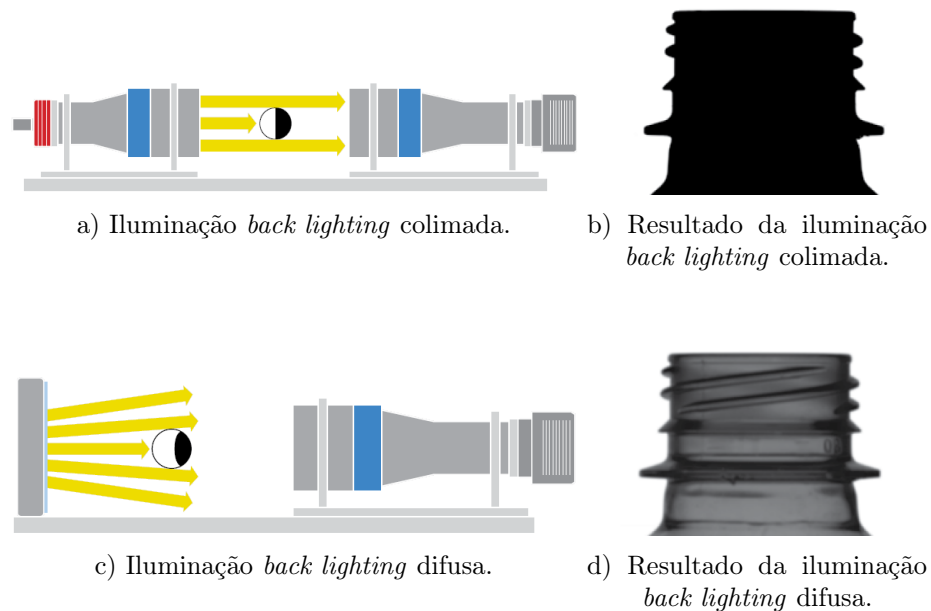 a) Iluminação back lighting colimada.
b) Resultado da iluminação
back lighting colimada.
c) Iluminação back lighting difusa.
d) Resultado da iluminação
back lighting difusa.